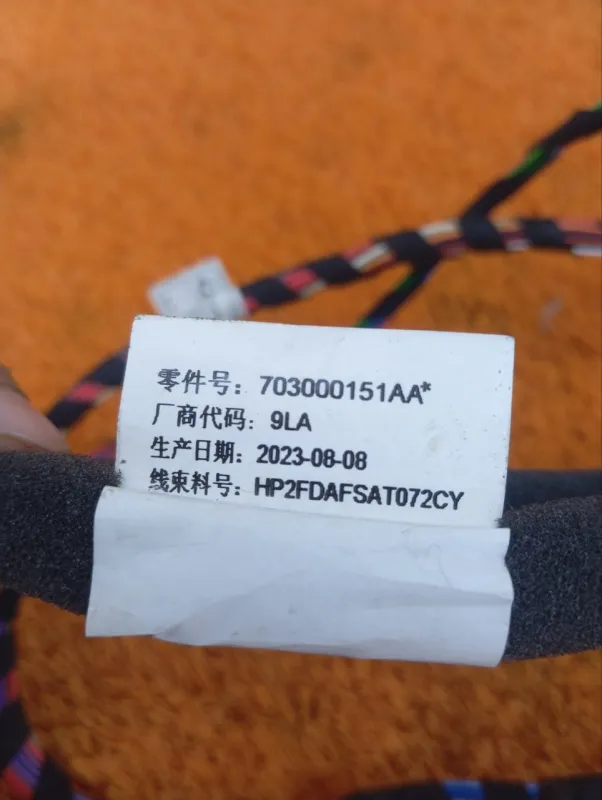 零件号：703000151AA*
厂商代码：9LA
生产日期：2023-08-08
线束料号：HP2FDAFSAT072CY